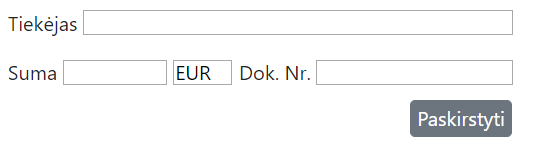 Tiekėjas
Suma EUR Dok. Nr.
Paskirstyti